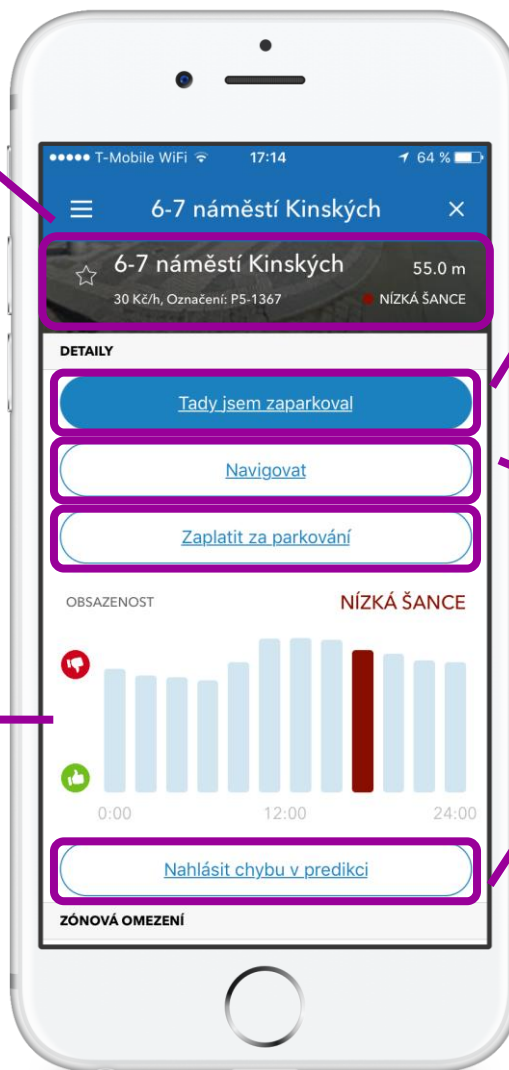 T-Mobile WiFi 17:14 64 %
6-7 náměstí Kinských
6-7 náměstí Kinských 55.0 m
30 Kč/h, Označení: P5-1367 NÍZKÁ ŠANCE
DETAILY
Tady jsem zaparkoval
Navigovat
Zaplatit za parkování
OBSAZENOST NÍZKÁ ŠANCE
0:00 12:00 24:00
Nahlásit chybu v predikci
ZÓNOVÁ OMEZENÍ